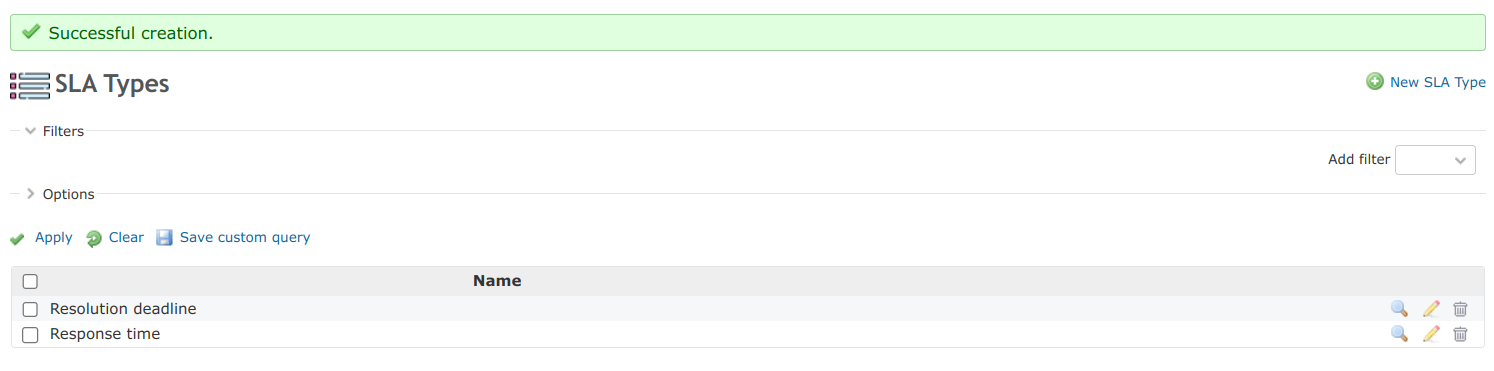 Successful creation.
SLA Types
New SLA Type
Filters
Add filter
Options
Apply Clear Save custom query
Name
Resolution deadline
Response time